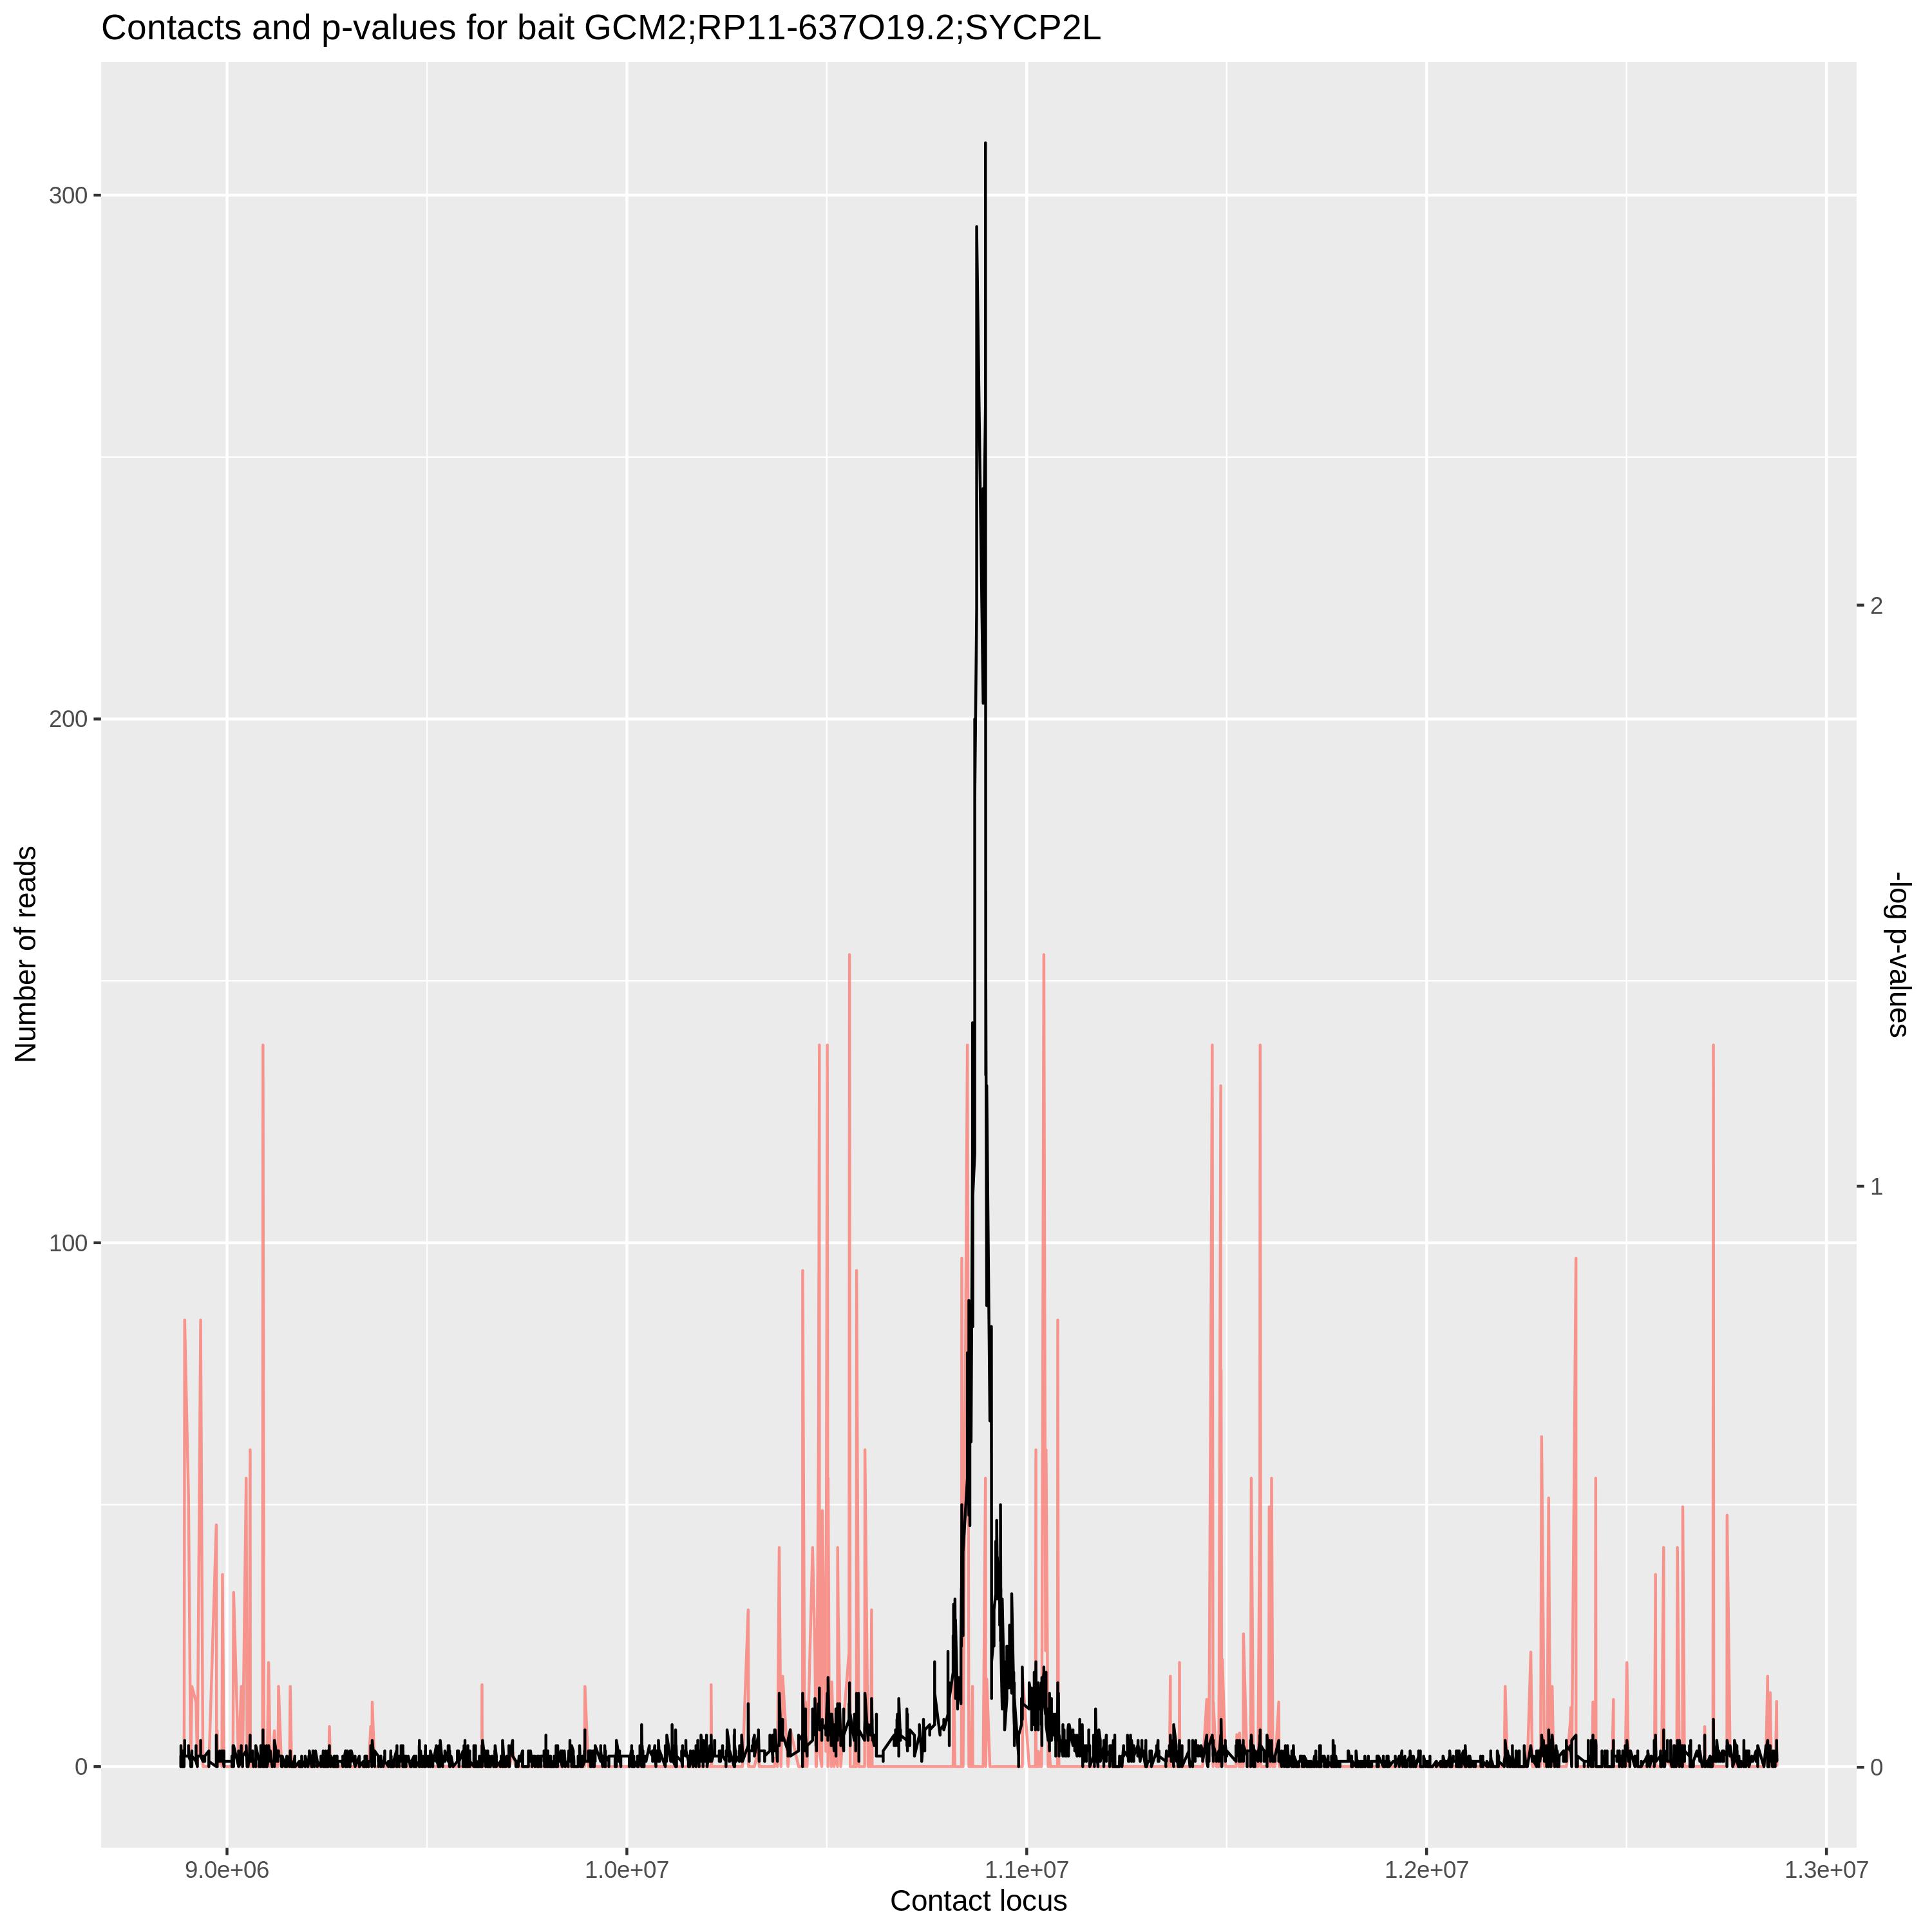 Contacts and p-values for bait GCM2;RP11-637O19.2;SYCP2L
300
200
100
0
Number of reads
2
1
0
-log p-values
9.0e+06
1.0e+07
1.1e+07
1.2e+07
1.3e+07
Contact locus